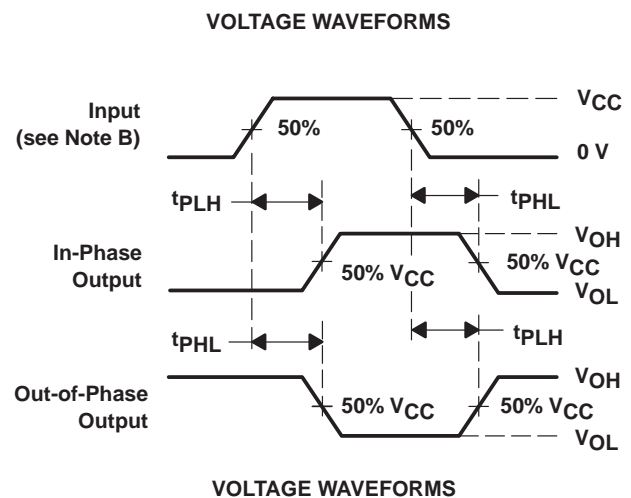 VOLTAGE WAVEFORMS
Input
(see Note B)
50%
50%
VCC
0 V
tPLH
tPHL
In-Phase
Output
50% VCC
VOH
50% VCC
VOL
tPHL
tPLH
Out-of-Phase
Output
50% VCC
VOH
50% VCC
VOL
VOLTAGE WAVEFORMS